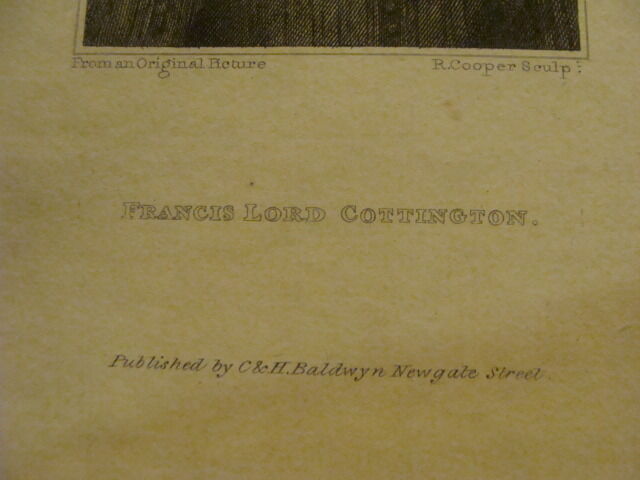 From an Original Picture
R. Cooper Sculp.t
FRANCIS LORD COTTINGTON.
Published by C & H. Baldwyn Newgate Street.